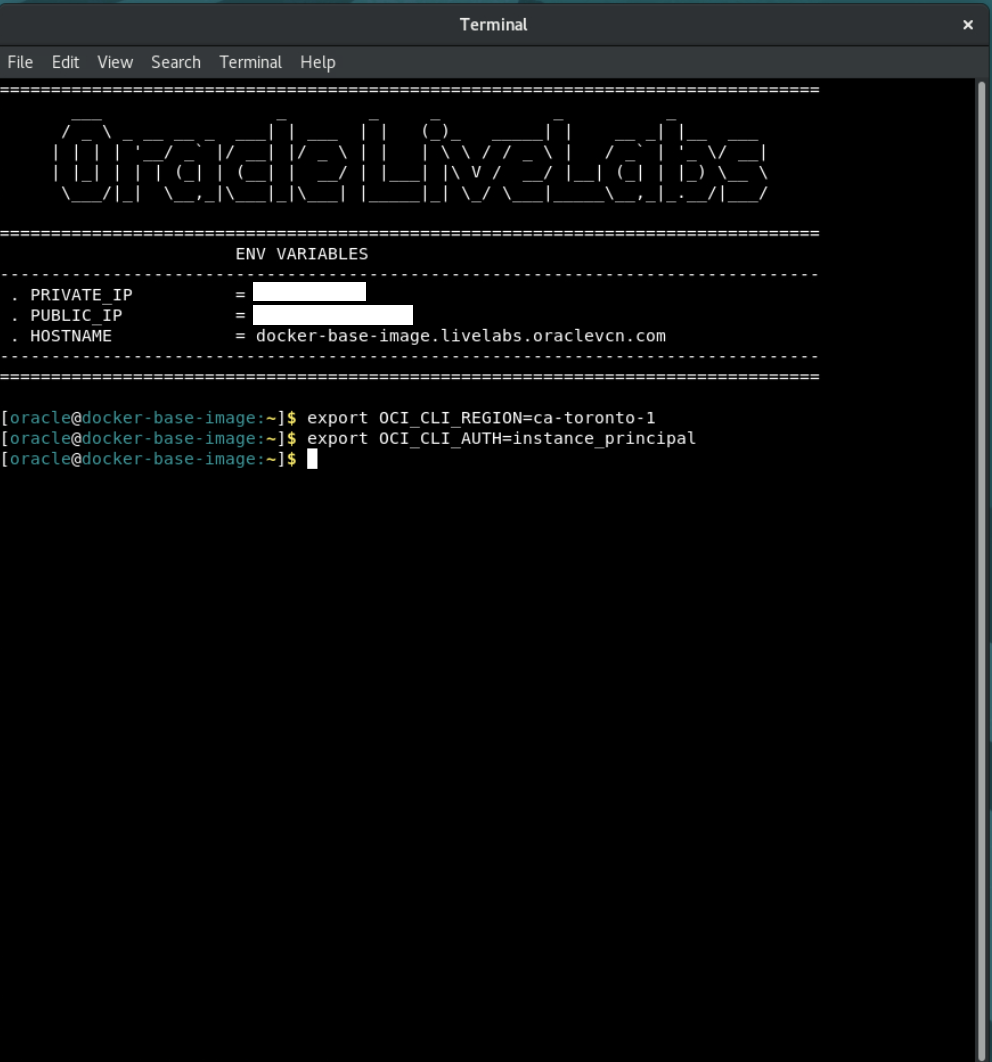 Terminal
×
File Edit View Search Terminal Help
================================================================================
Oracle LiveLabs
================================================================================
ENV VARIABLES
--------------------------------------------------------------------------------
. PRIVATE_IP =
. PUBLIC_IP =
. HOSTNAME = docker-base-image.livelabs.oraclevcn.com
--------------------------------------------------------------------------------
================================================================================
[oracle@docker-base-image:~]$ export OCI_CLI_REGION=ca-toronto-1
[oracle@docker-base-image:~]$ export OCI_CLI_AUTH=instance_principal
[oracle@docker-base-image:~]$